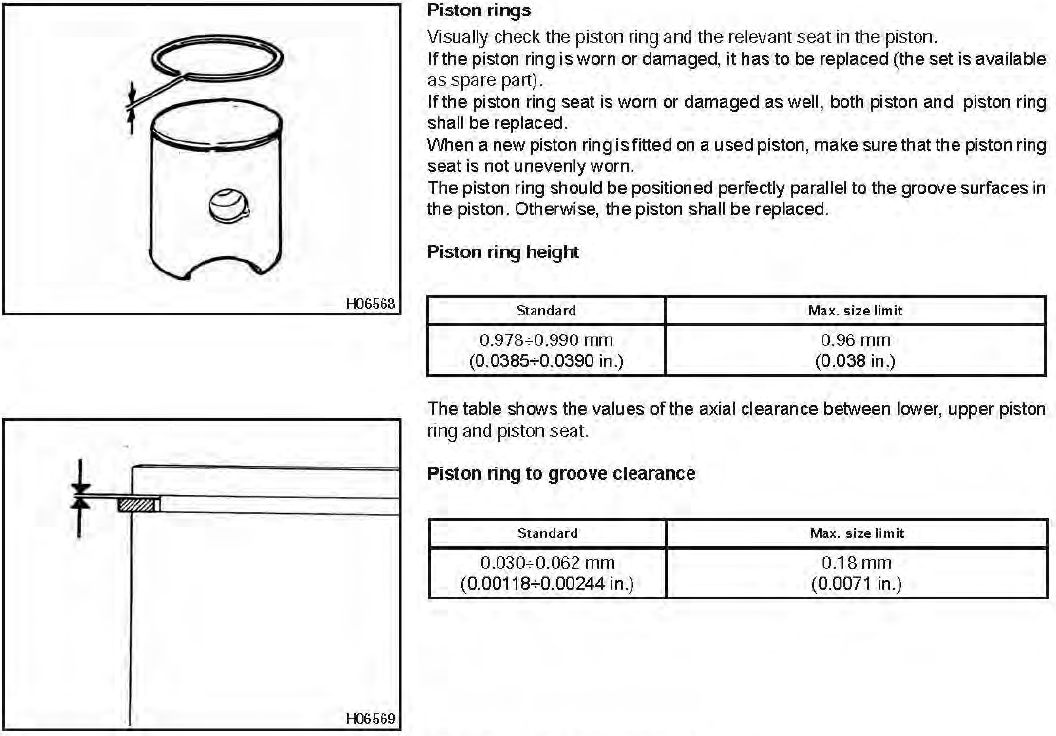 Piston rings
Visually check the piston ring and the relevant seat in the piston.
If the piston ring is worn or damaged, it has to be replaced (the set is available
as spare part).
If the piston ring seat is worn or damaged as well, both piston and piston ring
shall be replaced.
When a new piston ring is fitted on a used piston, make sure that the piston ring
seat is not unevenly worn.
The piston ring should be positioned perfectly parallel to the groove surfaces in
the piston. Otherwise, the piston shall be replaced.
H06568
Piston ring height
Standard Max. size limit
0.978÷0.990 mm 0.96 mm
(0.0385÷0.0390 in.) (0.038 in.)
The table shows the values of the axial clearance between lower, upper piston
ring and piston seat.
Piston ring to groove clearance
Standard Max. size limit
0.030÷0.062 mm 0.18 mm
(0.00118÷0.00244 in.) (0.0071 in.)
H06569